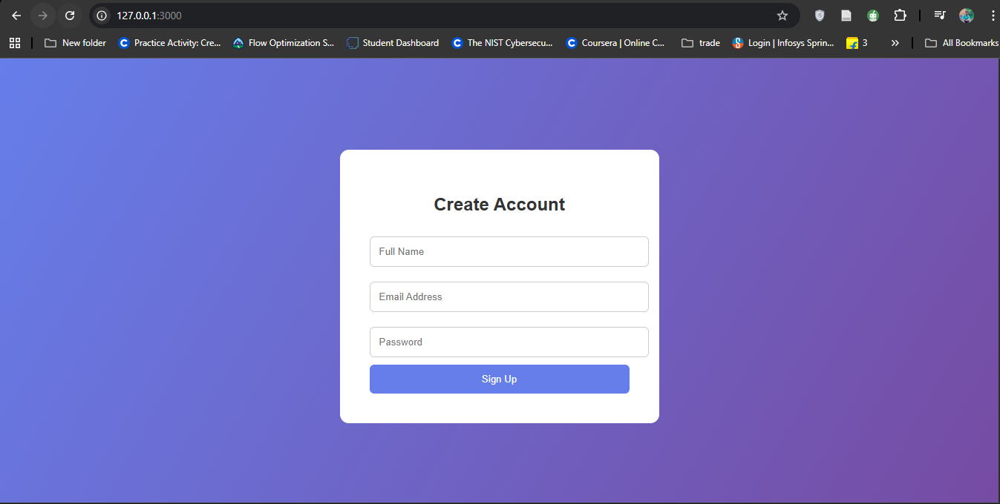 127.0.0.1:3000
New folder
Practice Activity: Cre...
Flow Optimization S...
Student Dashboard
The NIST Cybersecu...
Coursera | Online C...
trade
Login | Infosys Sprin...
3
All Bookmarks
Create Account
Full Name
Email Address
Password
Sign Up